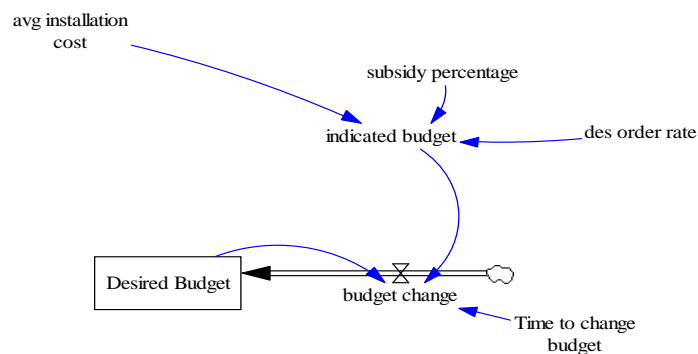 avg installation
cost
subsidy percentage
indicated budget
des order rate
Desired Budget
budget change
Time to change
budget